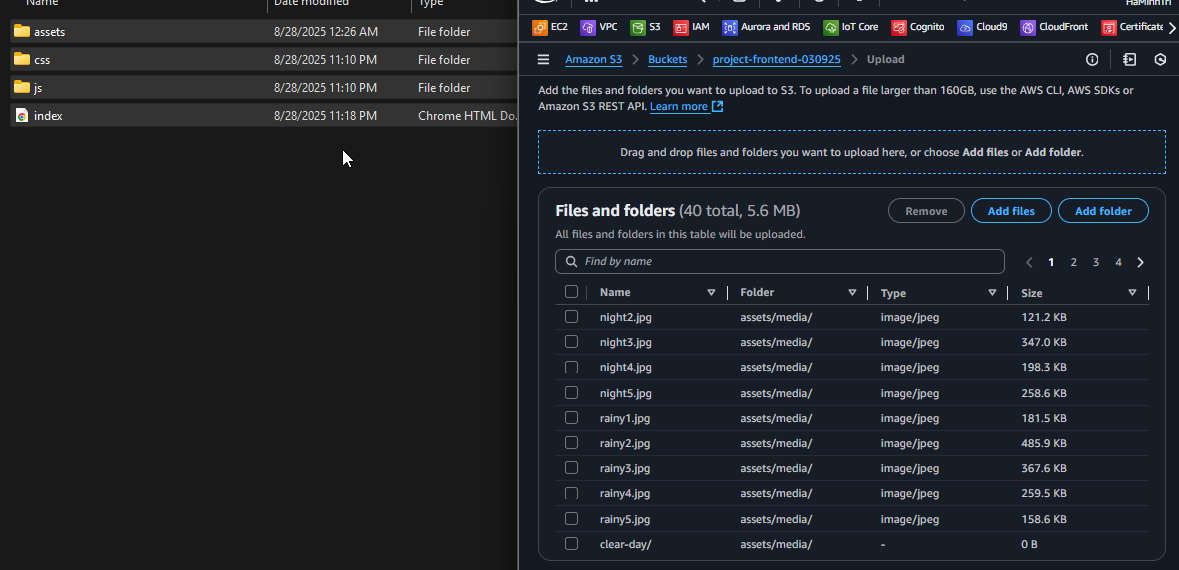 Name Date modified Type
assets 8/28/2025 12:26 AM File folder
css 8/28/2025 11:10 PM File folder
js 8/28/2025 11:10 PM File folder
index 8/28/2025 11:18 PM Chrome HTML Do...
HaMinhTri
EC2 VPC S3 IAM Aurora and RDS IoT Core Cognito Cloud9 CloudFront Certificate
Amazon S3 Buckets project-frontend-030925 Upload
Add the files and folders you want to upload to S3. To upload a file larger than 160GB, use the AWS CLI, AWS SDKs or
Amazon S3 REST API. Learn more
Drag and drop files and folders you want to upload here, or choose Add files or Add folder.
Files and folders (40 total, 5.6 MB) Remove Add files Add folder
All files and folders in this table will be uploaded.
Find by name 1 2 3 4
Name Folder Type Size
night2.jpg assets/media/ image/jpeg 121.2 KB
night3.jpg assets/media/ image/jpeg 347.0 KB
night4.jpg assets/media/ image/jpeg 198.3 KB
night5.jpg assets/media/ image/jpeg 258.6 KB
rainy1.jpg assets/media/ image/jpeg 181.5 KB
rainy2.jpg assets/media/ image/jpeg 485.9 KB
rainy3.jpg assets/media/ image/jpeg 367.6 KB
rainy4.jpg assets/media/ image/jpeg 259.5 KB
rainy5.jpg assets/media/ image/jpeg 158.6 KB
clear-day/ assets/media/ - 0 B